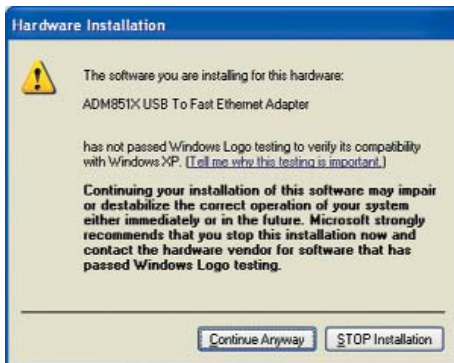 Hardware Installation
The software you are installing for this hardware:
ADM851X USB To Fast Ethernet Adapter
has not passed Windows Logo testing to verify its compatibility
with Windows XP. (Tell me why this testing is important.)
Continuing your installation of this software may impair
or destabilize the correct operation of your system
either immediately or in the future. Microsoft strongly
recommends that you stop this installation now and
contact the hardware vendor for software that has
passed Windows Logo testing.
Continue Anyway
STOP Installation